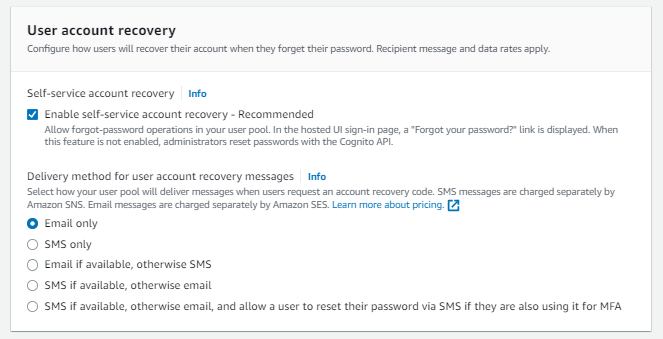 User account recovery
Configure how users will recover their account when they forget their password. Recipient message and data rates apply.
Self-service account recovery Info
Enable self-service account recovery - Recommended
Allow forgot-password operations in your user pool. In the hosted UI sign-in page, a "Forgot your password?" link is displayed. When
this feature is not enabled, administrators reset passwords with the Cognito API.
Delivery method for user account recovery messages Info
Select how your user pool will deliver messages when users request an account recovery code. SMS messages are charged separately by
Amazon SNS. Email messages are charged separately by Amazon SES. Learn more about pricing.
Email only
SMS only
Email if available, otherwise SMS
SMS if available, otherwise email
SMS if available, otherwise email, and allow a user to reset their password via SMS if they are also using it for MFA